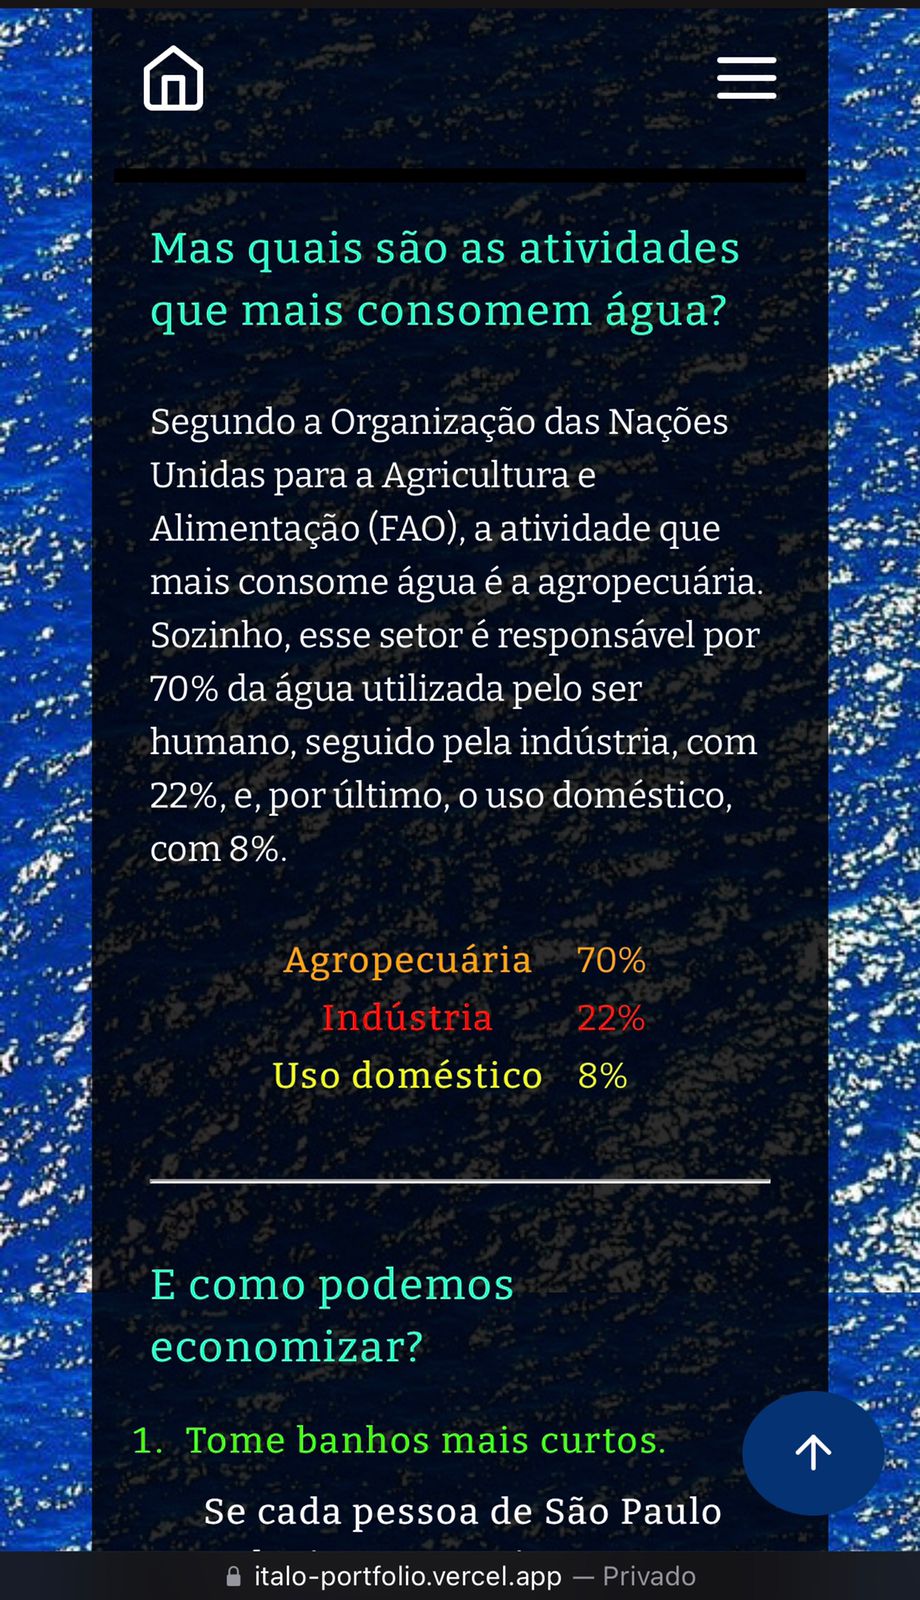 Mas quais são as atividades
que mais consomem água?
Segundo a Organização das Nações
Unidas para a Agricultura e
Alimentação (FAO), a atividade que
mais consome água é a agropecuária.
Sozinho, esse setor é responsável por
70% da água utilizada pelo ser
humano, seguido pela indústria, com
22%, e, por último, o uso doméstico,
com 8%.
Agropecuária 70%
Indústria 22%
Uso doméstico 8%
E como podemos
economizar?
1. Tome banhos mais curtos.
Se cada pessoa de São Paulo
italo-portfolio.vercel.app — Privado